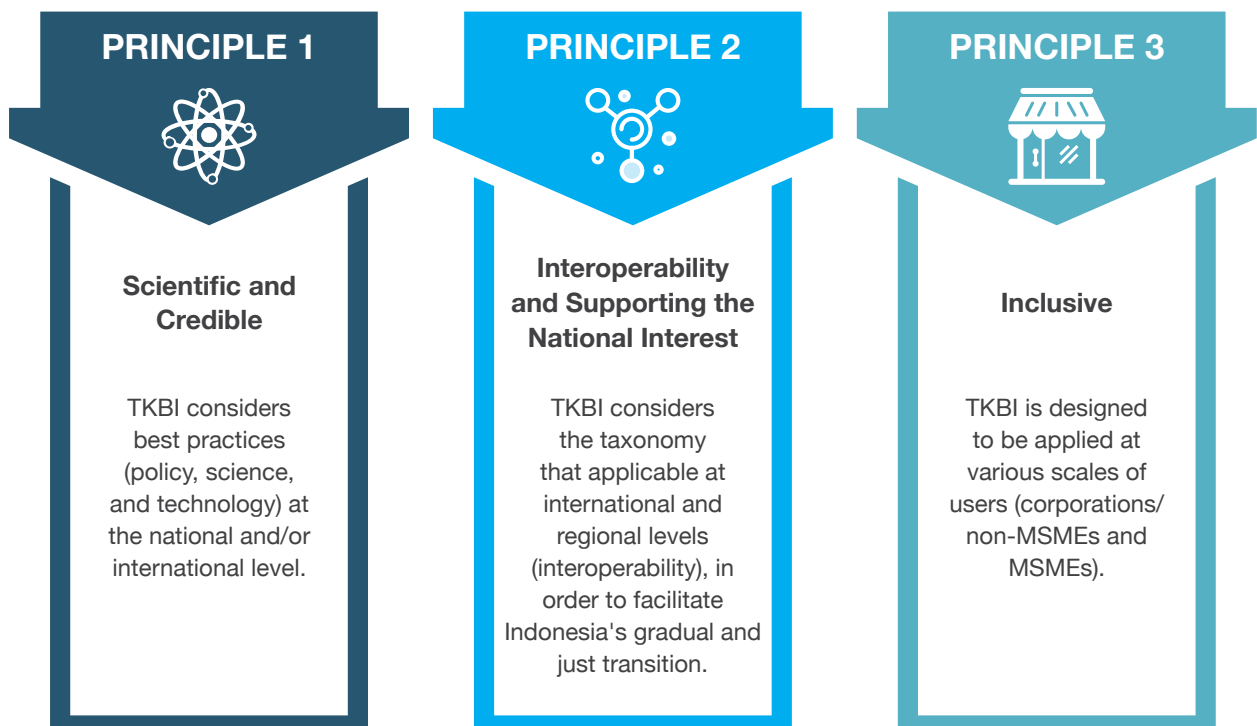 PRINCIPLE 1
Scientific and
Credible
TKBI considers
best practices
(policy, science,
and technology) at
the national and/or
international level.
PRINCIPLE 2
Interoperability
and Supporting the
National Interest
TKBI considers
the taxonomy
that applicable at
international and
regional levels
(interoperability), in
order to facilitate
Indonesia's gradual and
just transition.
PRINCIPLE 3
Inclusive
TKBI is designed
to be applied at
various scales of
users (corporations/
non-MSMEs and
MSMEs).